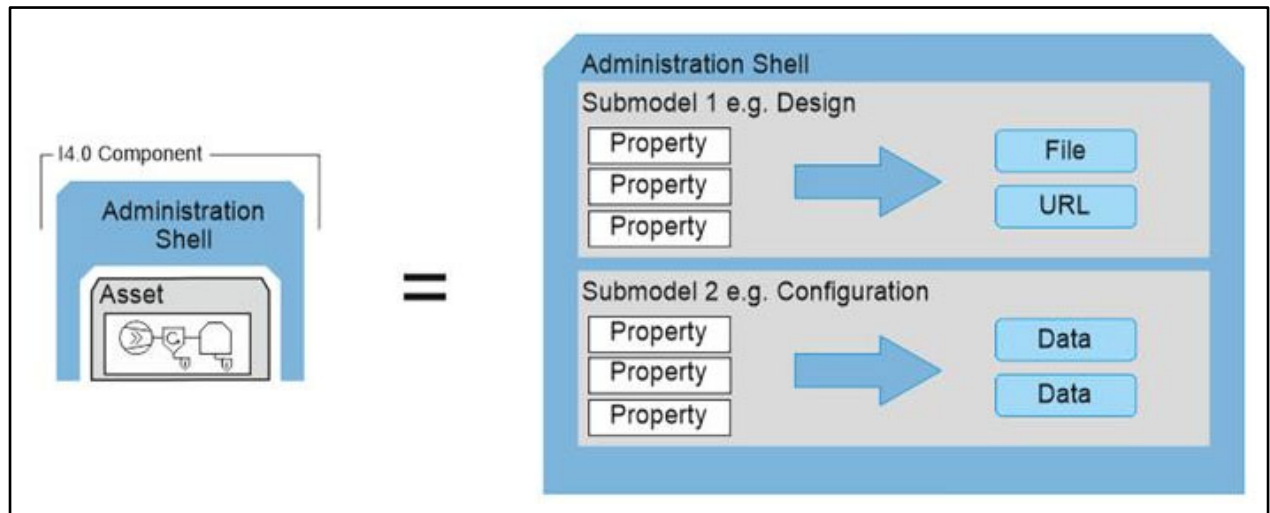 I4.0 Component
Administration
Shell
Asset
=
Administration Shell
Submodel 1 e.g. Design
Property
Property
Property
File
URL
Submodel 2 e.g. Configuration
Property
Property
Property
Data
Data